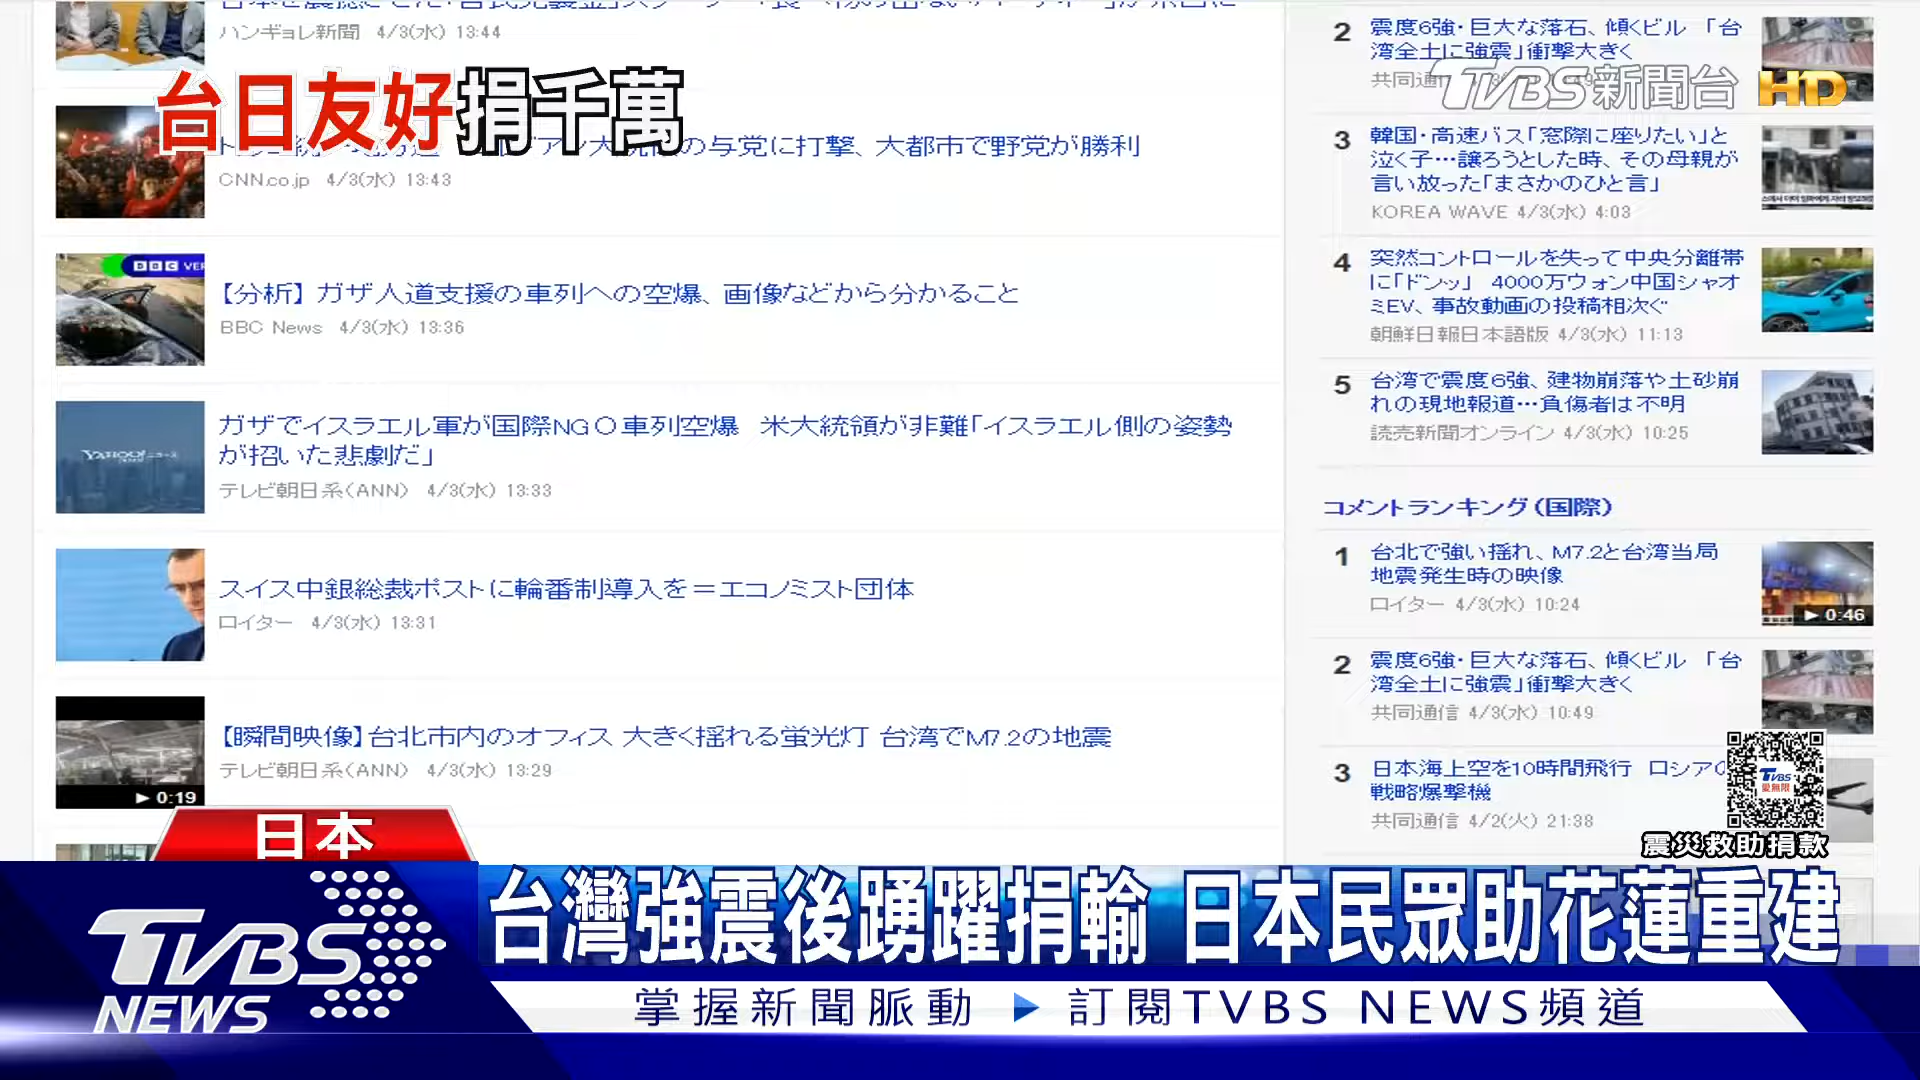 ハンギョレ新聞 4/3(水) 13:44
台日友好捐千萬
の与党に打撃、大都市で野党が勝利
CNN.co.jp 4/3(水) 13:43
BBC VER
【分析】 ガザ人道支援の車列への空爆、画像などから分かること
BBC News 4/3(水) 13:36
YAHOO!ニュース
ガザでイスラエル軍が国際NGO車列空爆 米大統領が非難「イスラエル側の姿勢
が招いた悲劇だ」
テレビ朝日系(ANN) 4/3(水) 13:33
スイス中銀総裁ポストに輪番制導入を=エコノミスト団体
ロイター 4/3(水) 13:31
【瞬間映像】台北市内のオフィス 大きく揺れる蛍光灯 台湾でM7.2の地震
テレビ朝日系(ANN) 4/3(水) 13:29
0:19
2 震度6強・巨大な落石、傾くビル 「台
湾全土に強震」衝撃大きく
共同通信
TVBS新聞台 HD
3 韓国・高速バス「窓際に座りたい」と
泣く子…譲ろうとした時、その母親が
言い放った「まさかのひと言」
KOREA WAVE 4/3(水) 4:03
4 突然コントロールを失って中央分離帯
に「ドンッ」 4000万ウォン中国シャオ
ミEV、事故動画の投稿相次ぐ
朝鮮日報日本語版 4/3(水) 11:13
5 台湾で震度6強、建物崩落や土砂崩
れの現地報道…負傷者は不明
読売新聞オンライン 4/3(水) 10:25
コメントランキング(国際)
1 台北で強い揺れ、M7.2と台湾当局
地震発生時の映像
ロイター 4/3(水) 10:24
0:46
2 震度6強・巨大な落石、傾くビル 「台
湾全土に強震」衝撃大きく
共同通信 4/3(水) 10:49
3 日本海上空を10時間飛行 ロシアの
戦略爆撃機
共同通信 4/2(火) 21:38
TVBS
愛無限
震災救助捐款
日本
台灣強震後踴躍捐輸 日本民眾助花蓮重建
TVBS
NEWS
掌握新聞脈動 ▶ 訂閱TVBS NEWS頻道